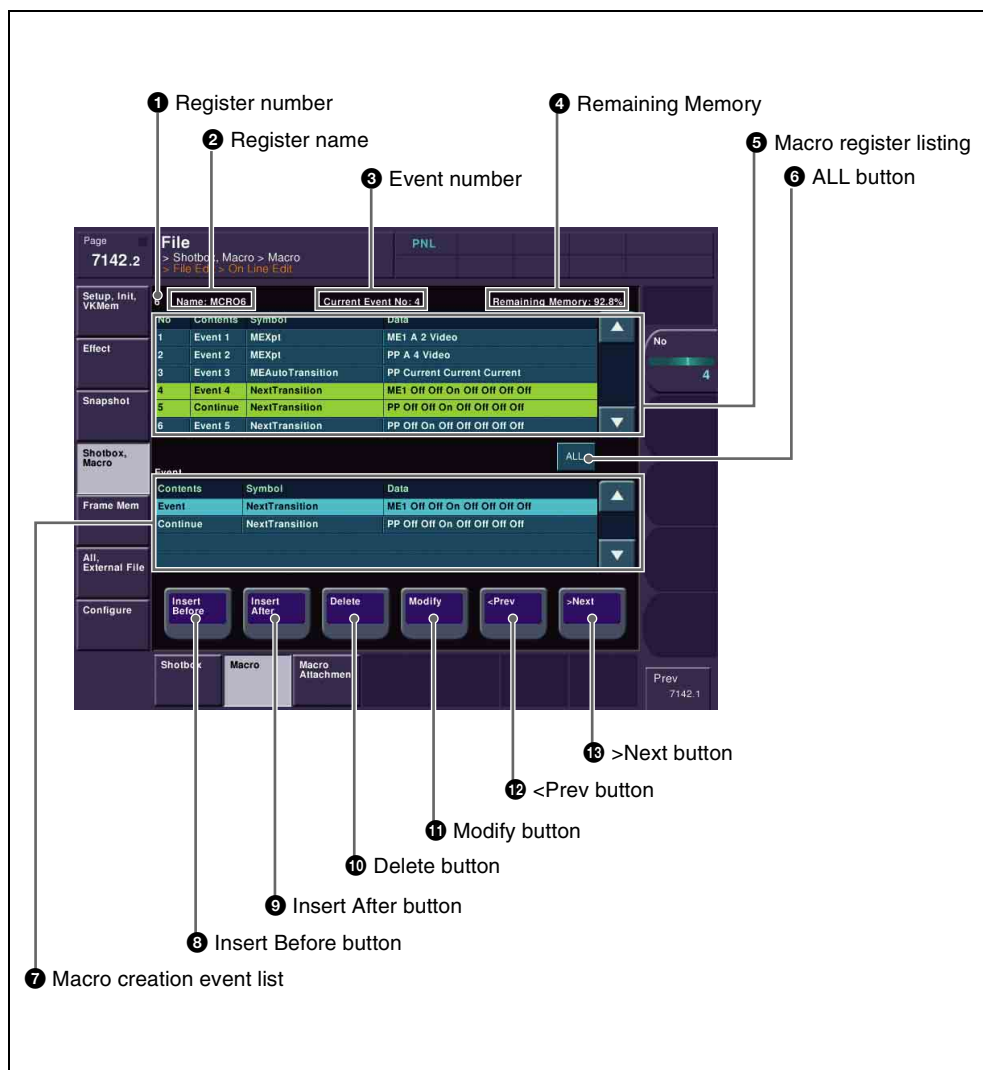 ❶ Register number
❹ Remaining Memory
❷ Register name
❺ Macro register listing
❸ Event number
❻ ALL button
Page
7142.2
File
> Shotbox, Macro > Macro
> File Edit > On Line Edit
PNL
Setup, Init,
VKMem
6 Name: MCRO6 Current Event No: 4 Remaining Memory: 92.8%
No Contents Symbol Data
1 Event 1 MEXpt ME1 A 2 Video
2 Event 2 MEXpt PP A 4 Video
3 Event 3 MEAutoTransition PP Current Current Current
4 Event 4 NextTransition ME1 Off Off On Off Off Off Off
5 Continue NextTransition PP Off Off On Off Off Off Off
6 Event 5 NextTransition PP Off On Off Off Off Off Off
No
4
Effect
Snapshot
Shotbox,
Macro
ALL
Event
Contents Symbol Data
Event NextTransition ME1 Off Off On Off Off Off Off
Continue NextTransition PP Off Off On Off Off Off Off
Frame Mem
All,
External File
Configure
Insert
Before
Insert
After
Delete
Modify
<Prev
>Next
Shotbox
Macro
Macro
Attachment
Prev
7142.1
⓭ >Next button
⓬ <Prev button
⓫ Modify button
❿ Delete button
❾ Insert After button
❽ Insert Before button
❼ Macro creation event list